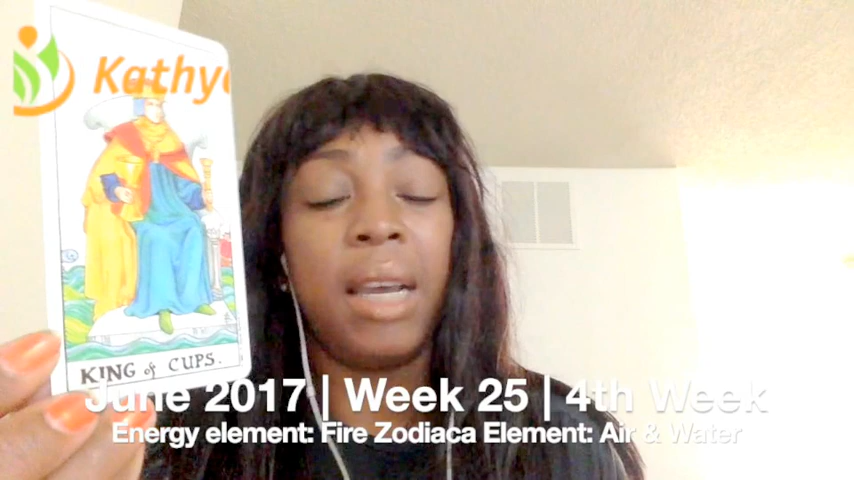 Kathy
KING of CUPS.
June 2017 | Week 25 | 4th Week
Energy element: Fire Zodiaca Element: Air & Water